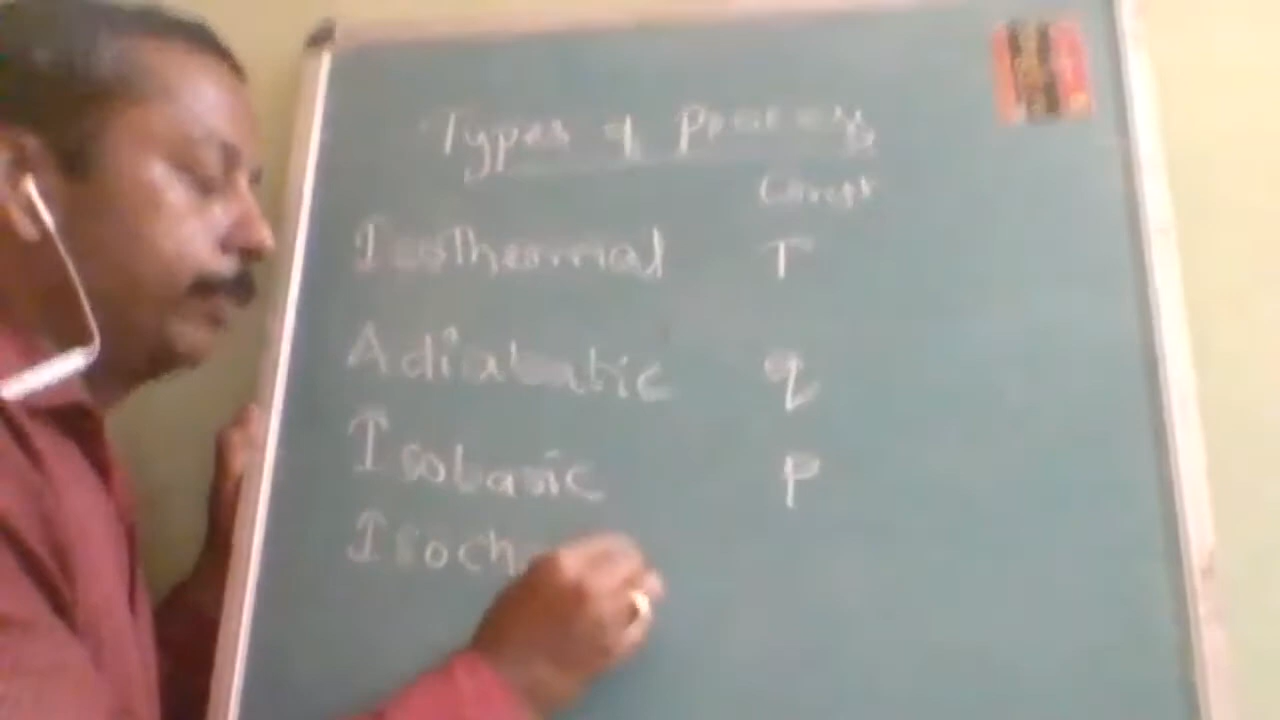 Types of Process
Const
Isothermal T
Adiabatic q
Isobaric P
Isoch